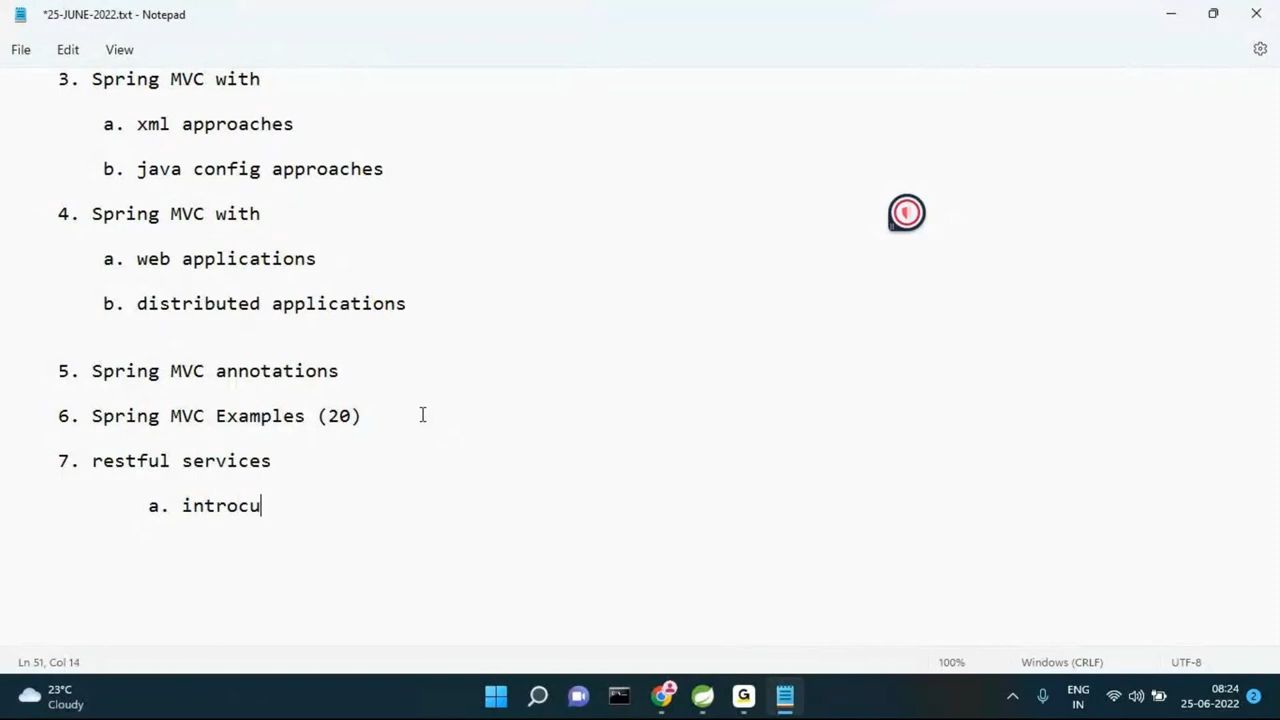 *25-JUNE-2022.txt - Notepad
File Edit View
3. Spring MVC with
a. xml approaches
b. java config approaches
4. Spring MVC with
a. web applications
b. distributed applications
5. Spring MVC annotations
6. Spring MVC Examples (20)
7. restful services
a. introcu
Ln 51, Col 14 100% Windows (CRLF) UTF-8
23°C
Cloudy
G
ENG
IN
08:24
25-06-2022
2